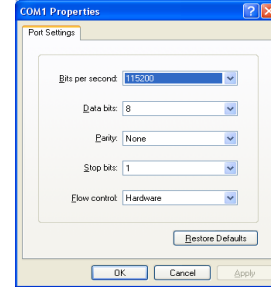 COM1 Properties
Port Settings
Bits per second: 115200
Data bits: 8
Parity: None
Stop bits: 1
Flow control: Hardware
Restore Defaults
OK Cancel Apply